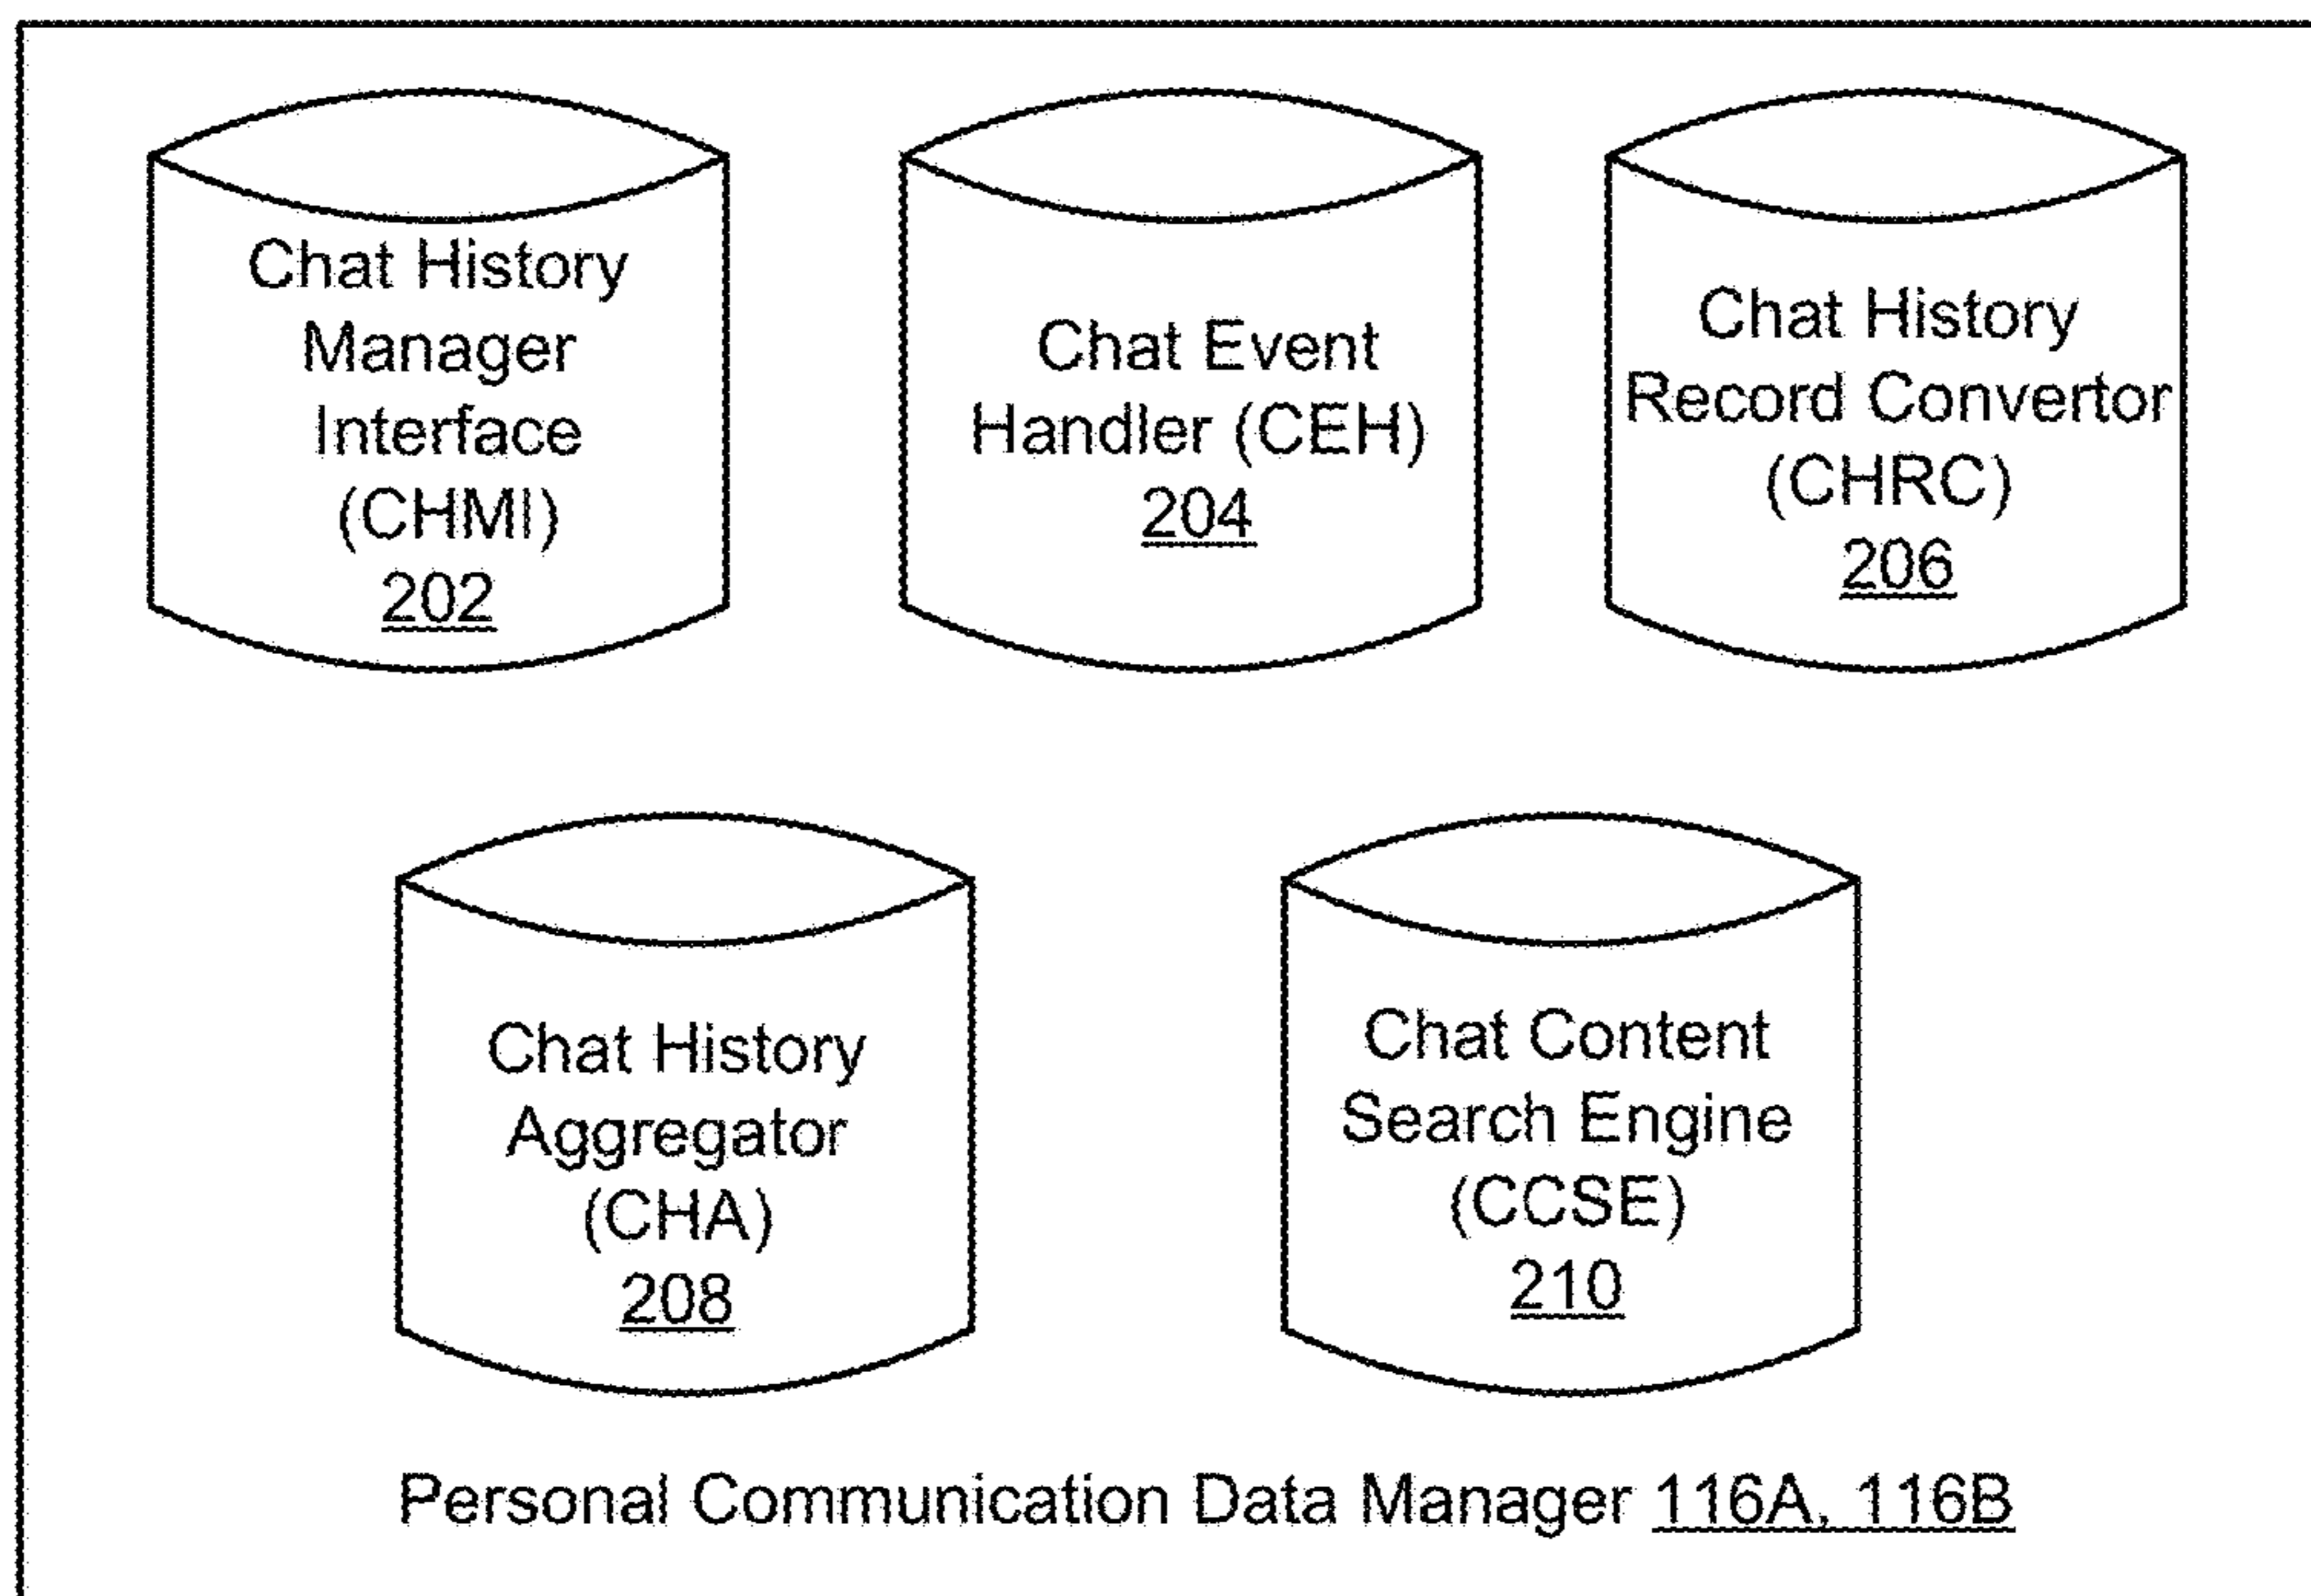 Chat History
Manager
Interface
(CHMI)
202
Chat Event
Handler (CEH)
204
Chat History
Record Convertor
(CHRC)
206
Chat History
Aggregator
(CHA)
208
Chat Content
Search Engine
(CCSE)
210
Personal Communication Data Manager 116A, 116B